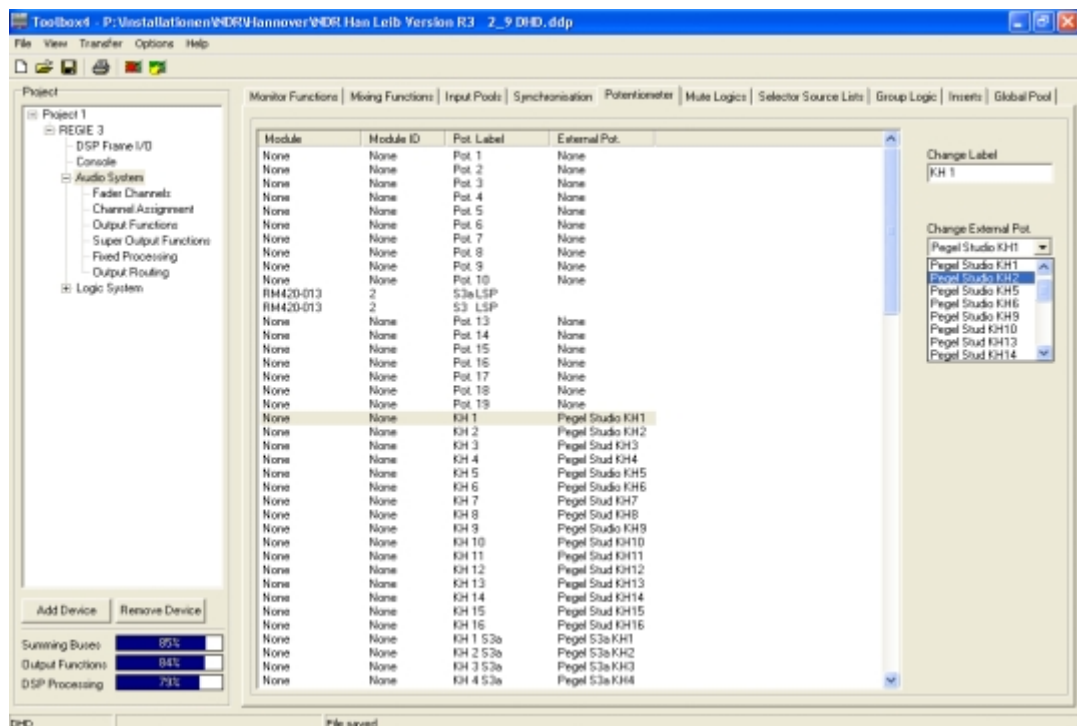 Toolbox4 - P:\Installationen\NDR\Hannover\NDR Han Leib Version R3 2_9 DHD.ddp
File View Transfer Options Help
Project
Project 1
REGIE 3
DSP Frame I/O
Console
Audio System
Fader Channels
Channel Assignment
Output Functions
Super Output Functions
Fixed Processing
Output Routing
Logic System
Add Device Remove Device
Summing Buses 85%
Output Functions 84%
DSP Processing 79%
Monitor Functions Mixing Functions Input Pools Synchronisation Potentiometer Mute Logics Selector Source Lists Group Logic Inserts Global Pool
Module Module ID Pot. Label External Pot.
None None Pot. 1 None
None None Pot. 2 None
None None Pot. 3 None
None None Pot. 4 None
None None Pot. 5 None
None None Pot. 6 None
None None Pot. 7 None
None None Pot. 8 None
None None Pot. 9 None
None None Pot. 10 None
RM420-013 2 S3a LSP
RM420-013 2 S3 LSP
None None Pot. 13 None
None None Pot. 14 None
None None Pot. 15 None
None None Pot. 16 None
None None Pot. 17 None
None None Pot. 18 None
None None Pot. 19 None
None None KH 1 Pegel Studio KH1
None None KH 2 Pegel Studio KH2
None None KH 3 Pegel Stud KH3
None None KH 4 Pegel Stud KH4
None None KH 5 Pegel Studio KH5
None None KH 6 Pegel Studio KH6
None None KH 7 Pegel Stud KH7
None None KH 8 Pegel Stud KH8
None None KH 9 Pegel Studio KH9
None None KH 10 Pegel Stud KH10
None None KH 11 Pegel Stud KH11
None None KH 12 Pegel Stud KH12
None None KH 13 Pegel Stud KH13
None None KH 14 Pegel Stud KH14
None None KH 15 Pegel Stud KH15
None None KH 16 Pegel Stud KH16
None None KH 1 S3a Pegel S3a KH1
None None KH 2 S3a Pegel S3a KH2
None None KH 3 S3a Pegel S3a KH3
None None KH 4 S3a Pegel S3a KH4
Change Label
KH 1
Change External Pot.
Pegel Studio KH1
Pegel Studio KH1
Pegel Studio KH2
Pegel Studio KH5
Pegel Studio KH6
Pegel Studio KH9
Pegel Stud KH10
Pegel Stud KH13
Pegel Stud KH14
DHD File saved